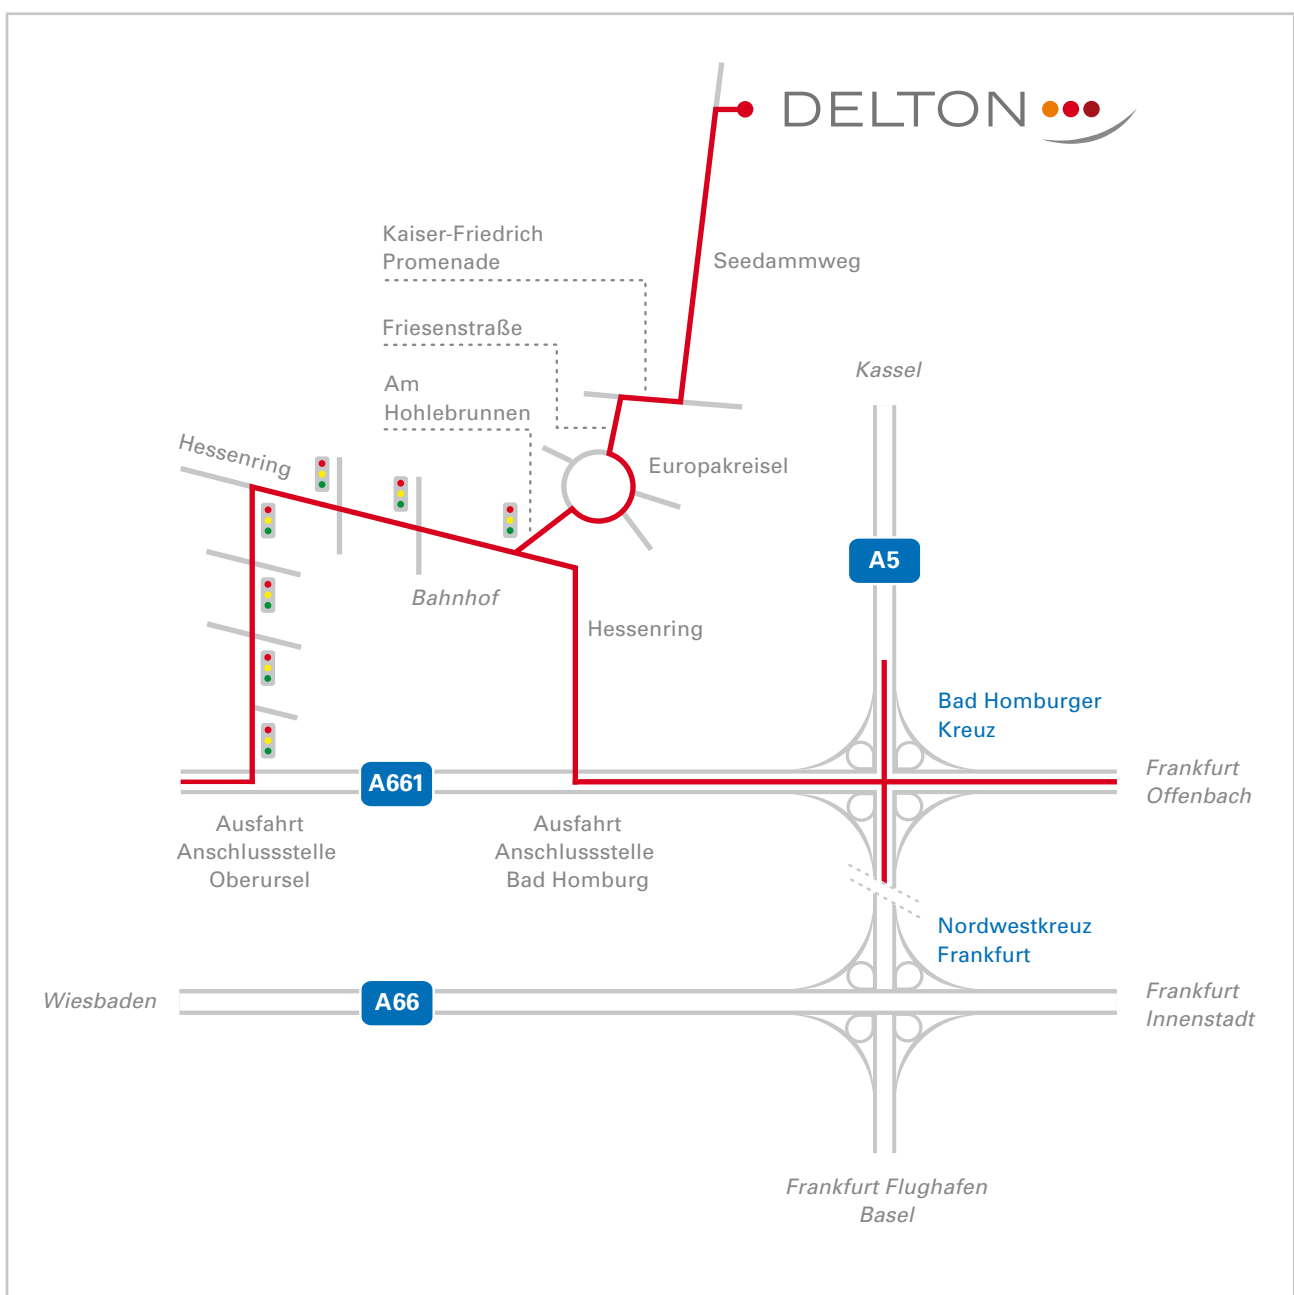 DELTON
Kaiser-Friedrich
Promenade
Seedammweg
Friesenstraße
Kassel
Am
Hohlebrunnen
Hessenring
Europakreisel
A5
Bahnhof
Hessenring
Bad Homburger
Kreuz
A661
Frankfurt
Offenbach
Ausfahrt
Anschlussstelle
Oberursel
Ausfahrt
Anschlussstelle
Bad Homburg
Nordwestkreuz
Frankfurt
Wiesbaden
A66
Frankfurt
Innenstadt
Frankfurt Flughafen
Basel